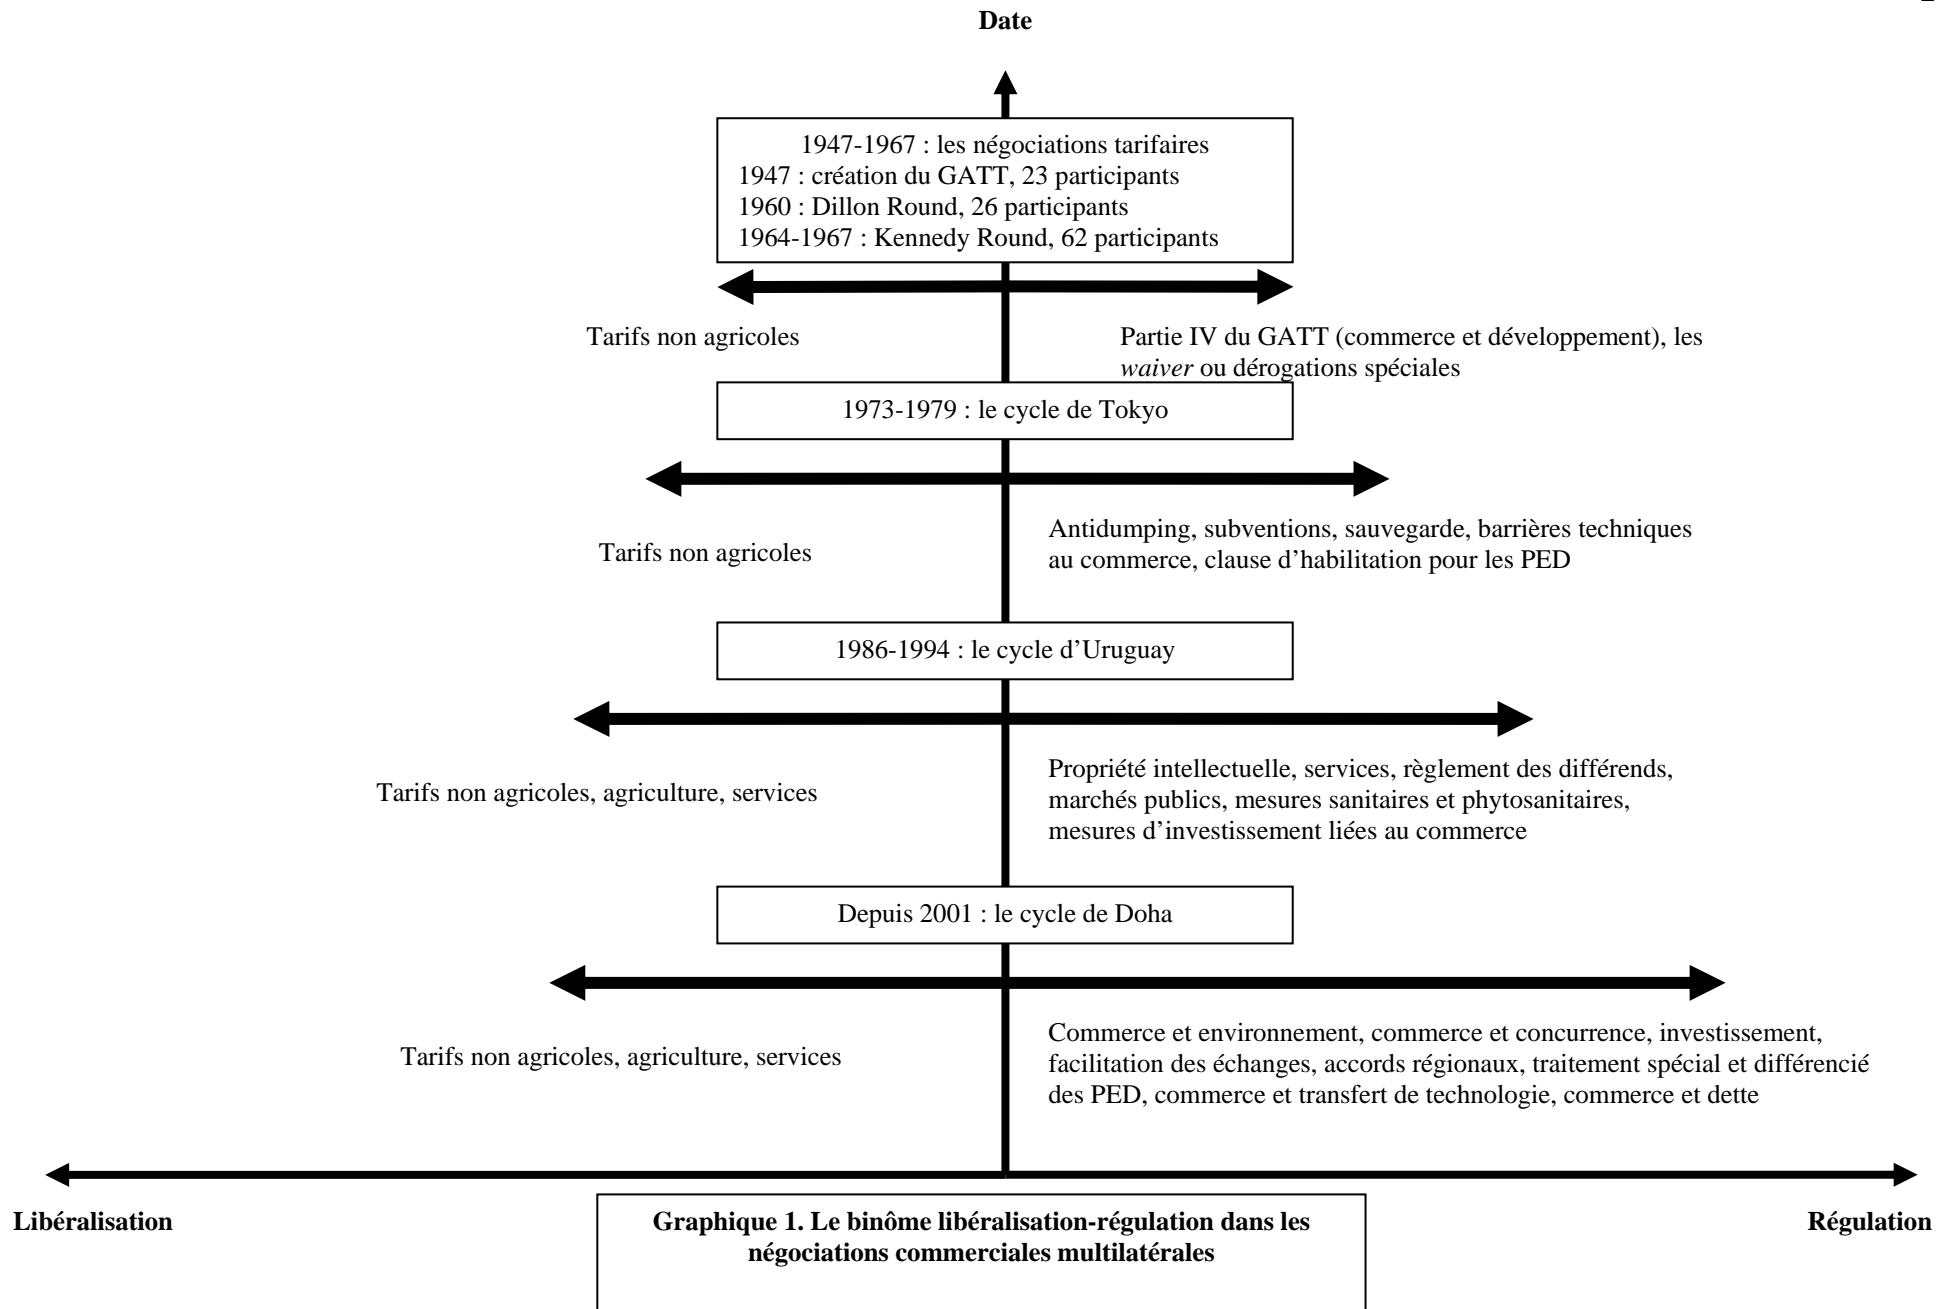 Date
1947-1967 : les négociations tarifaires
1947 : création du GATT, 23 participants
1960 : Dillon Round, 26 participants
1964-1967 : Kennedy Round, 62 participants
Tarifs non agricoles
Partie IV du GATT (commerce et développement), les
waiver ou dérogations spéciales
1973-1979 : le cycle de Tokyo
Tarifs non agricoles
Antidumping, subventions, sauvegarde, barrières techniques
au commerce, clause d’habilitation pour les PED
1986-1994 : le cycle d’Uruguay
Tarifs non agricoles, agriculture, services
Propriété intellectuelle, services, règlement des différends,
marchés publics, mesures sanitaires et phytosanitaires,
mesures d’investissement liées au commerce
Depuis 2001 : le cycle de Doha
Tarifs non agricoles, agriculture, services
Commerce et environnement, commerce et concurrence, investissement,
facilitation des échanges, accords régionaux, traitement spécial et différencié
des PED, commerce et transfert de technologie, commerce et dette
Libéralisation
Régulation
Graphique 1. Le binôme libéralisation-régulation dans les
négociations commerciales multilatérales